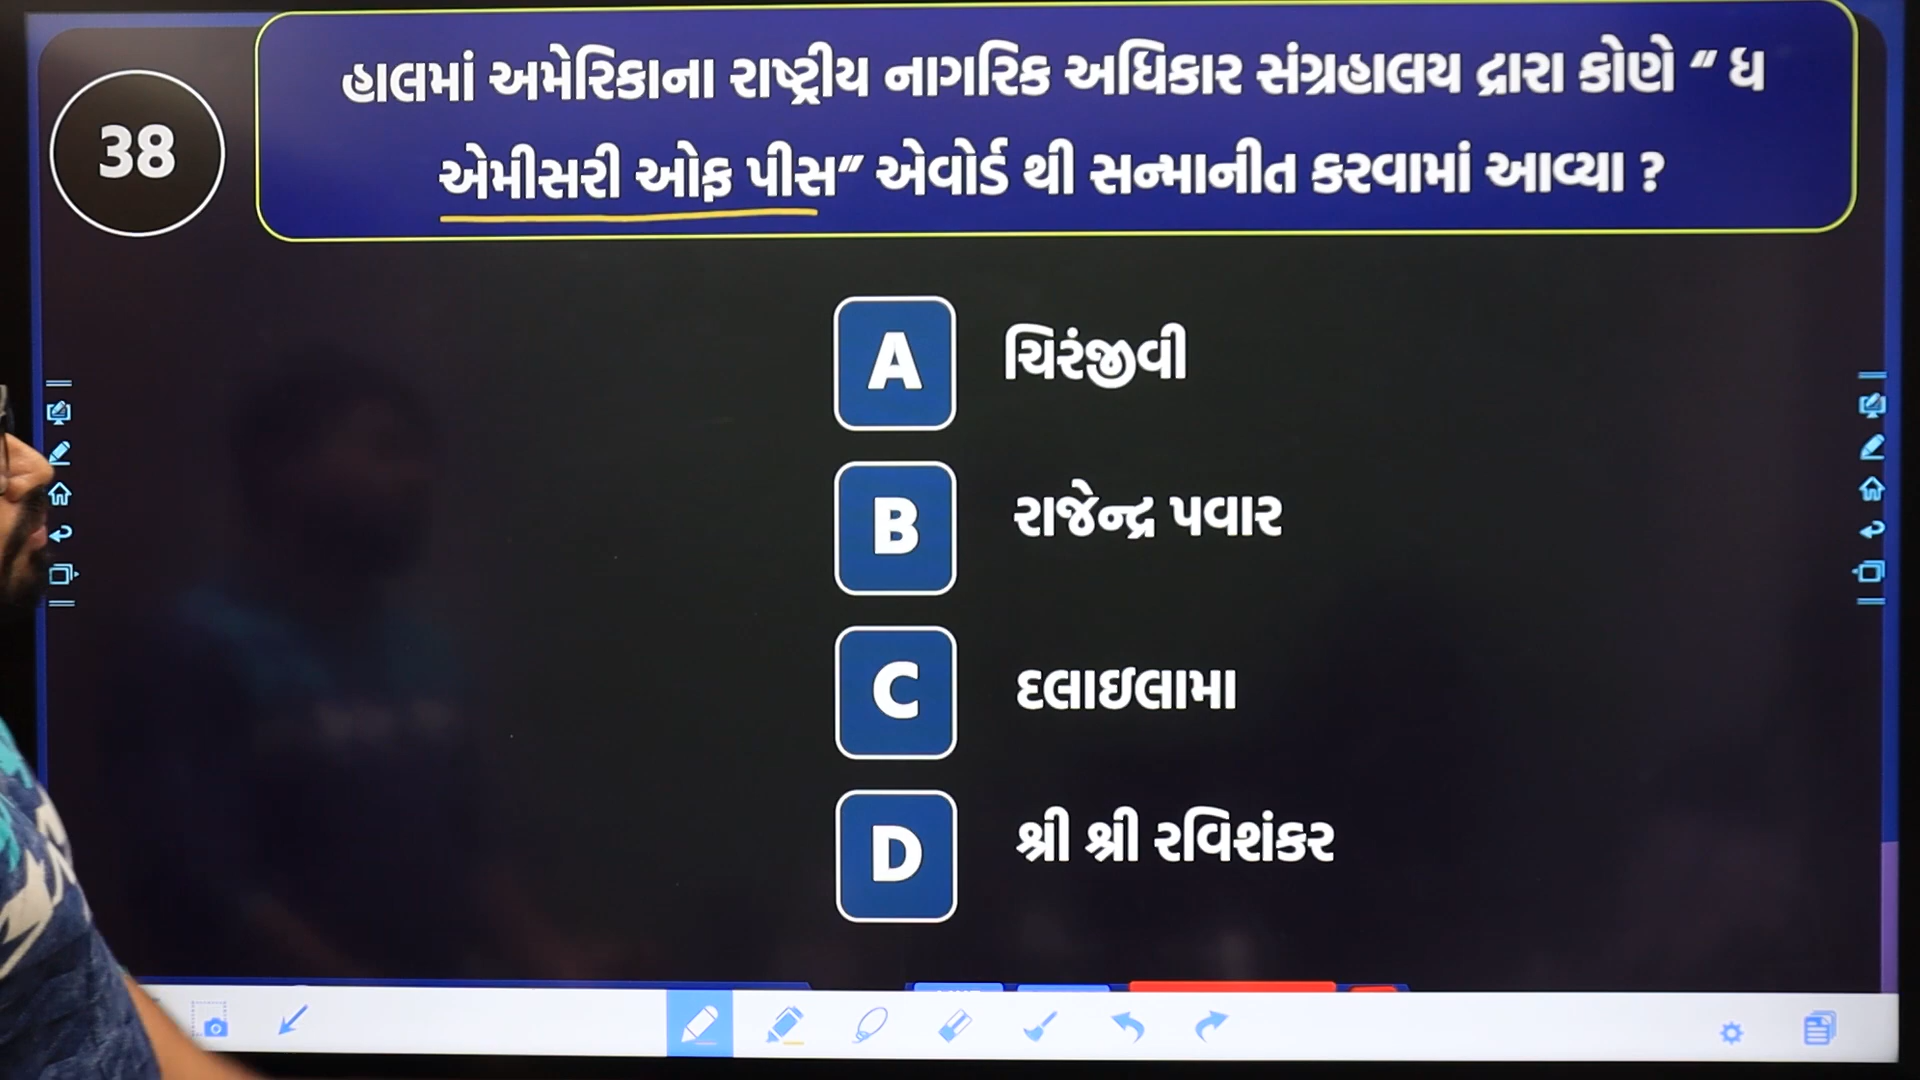 38
હાલમાં અમેરિકાના રાષ્ટ્રીય નાગરિક અધિકાર સંગ્રહાલય દ્રારા કોણે “ ધ
એમીસરી ઓફ પીસ“ એવોર્ડ થી સન્માનીત કરવામાં આવ્યા ?
A ચિરંજીવી
B રાજેન્દ્ર પવાર
C દલાઇલામા
D શ્રી શ્રી રવિશંકર